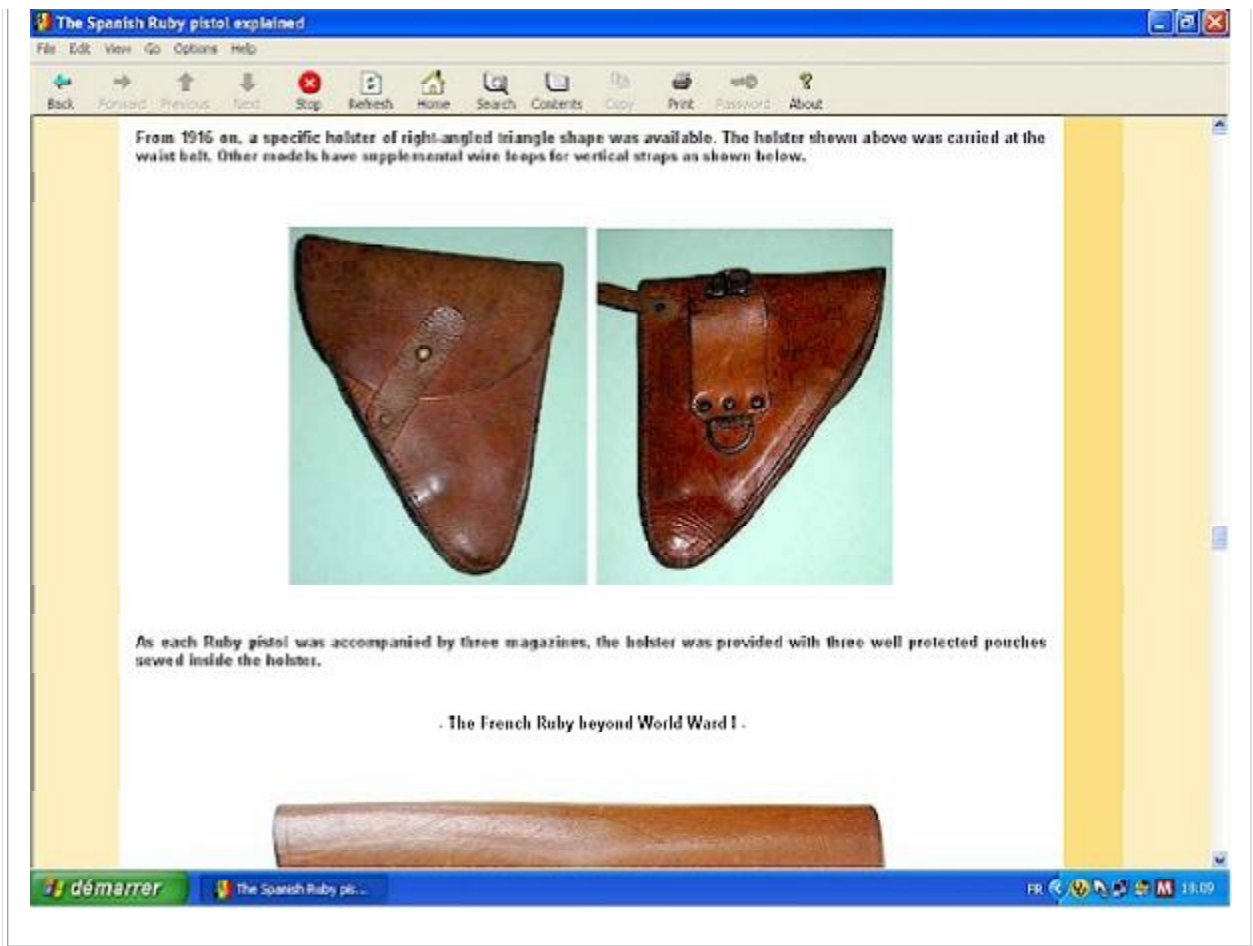 The Spanish Ruby pistol explained
File Edit View Go Options Help
Back Forward Previous Next Stop Refresh Home Search Contents Copy Print Password About
From 1916 on, a specific holster of right-angled triangle shape was available. The holster shown above was carried at the
waist belt. Other models have supplemental wire loops for vertical straps as shown below.
As each Ruby pistol was accompanied by three magazines, the holster was provided with three well protected pouches
sewed inside the holster.
- The French Ruby beyond World Ward I -
démarrer The Spanish Ruby pis... FR M 18:09